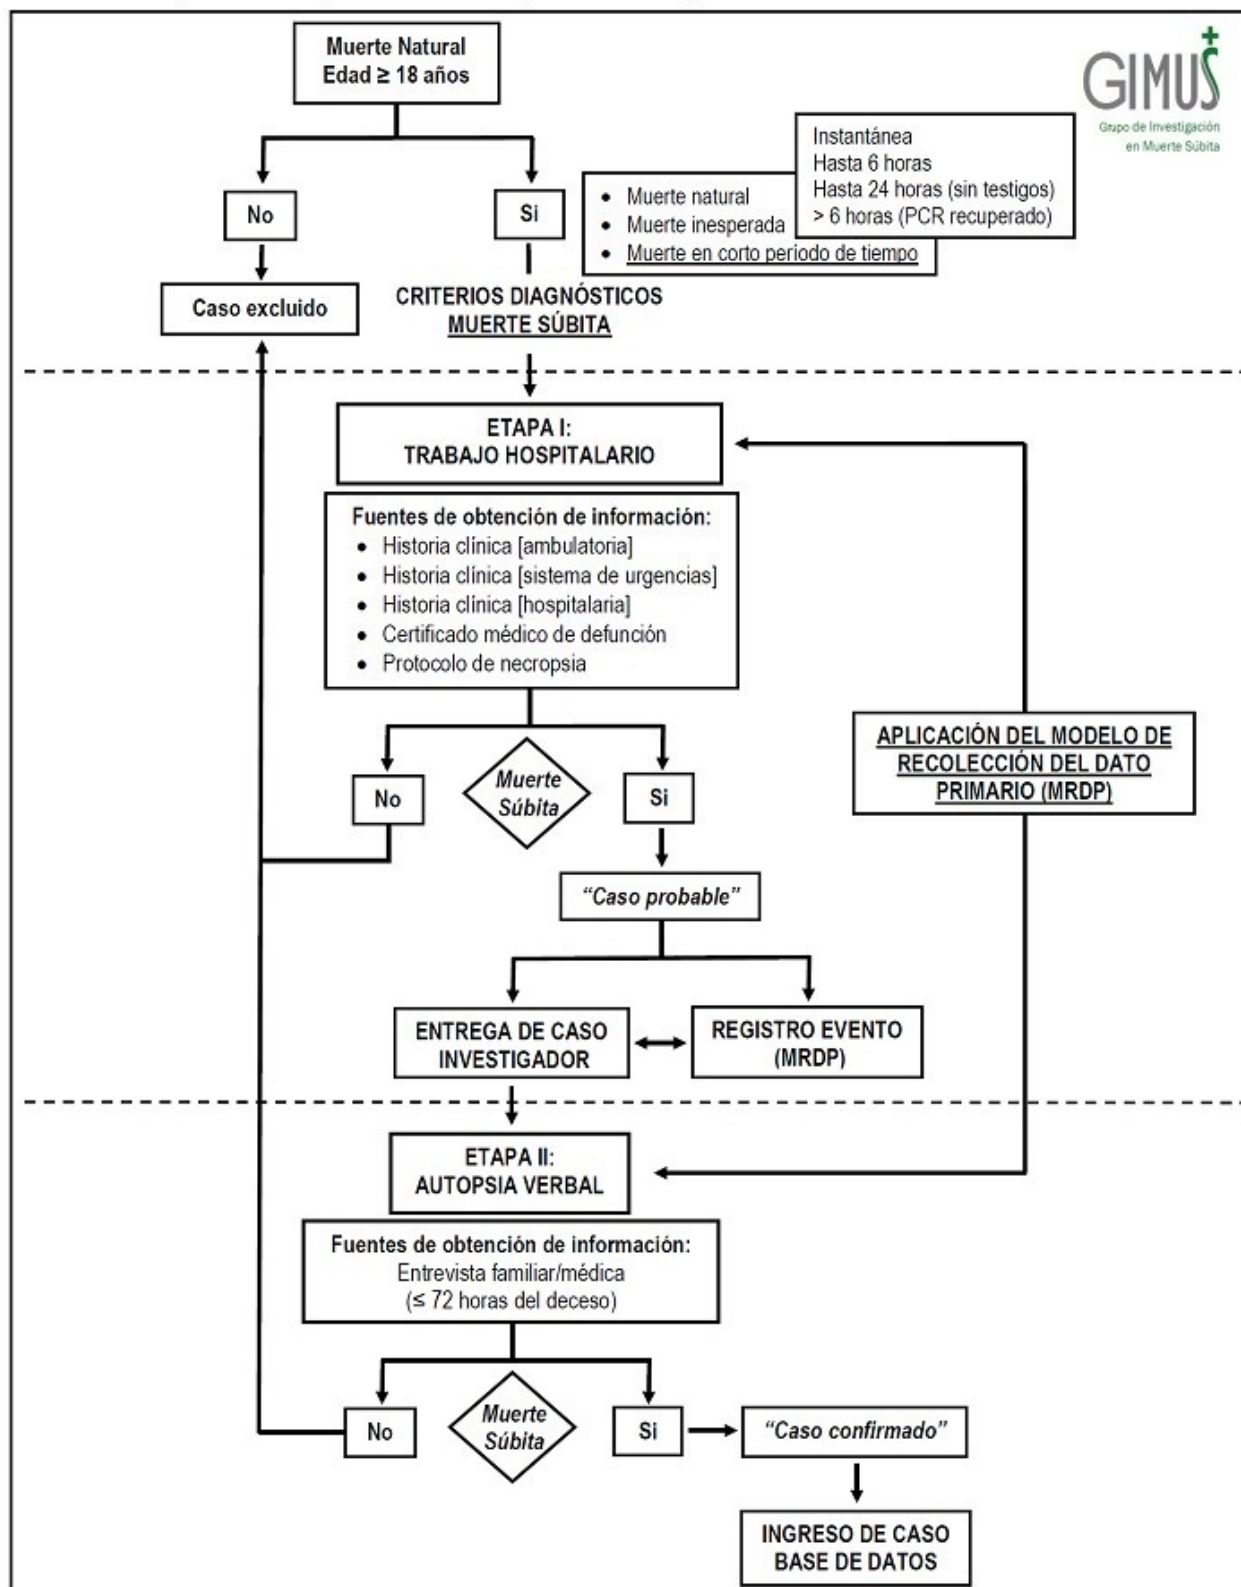 Muerte Natural
Edad ≥ 18 años
GIMUS
Grupo de Investigación
en Muerte Súbita
No
Si
• Muerte natural
• Muerte inesperada
• Muerte en corto periodo de tiempo
Instantánea
Hasta 6 horas
Hasta 24 horas (sin testigos)
> 6 horas (PCR recuperado)
Caso excluido
CRITERIOS DIAGNÓSTICOS
MUERTE SÚBITA
ETAPA I:
TRABAJO HOSPITALARIO
Fuentes de obtención de información:
• Historia clínica [ambulatoria]
• Historia clínica [sistema de urgencias]
• Historia clínica [hospitalaria]
• Certificado médico de defunción
• Protocolo de necropsia
APLICACIÓN DEL MODELO DE
RECOLECCIÓN DEL DATO
PRIMARIO (MRDP)
No
Muerte
Súbita
Si
“Caso probable”
ENTREGA DE CASO
INVESTIGADOR
REGISTRO EVENTO
(MRDP)
ETAPA II:
AUTOPSIA VERBAL
Fuentes de obtención de información:
Entrevista familiar/médica
(≤ 72 horas del deceso)
No
Muerte
Súbita
Si
“Caso confirmado”
INGRESO DE CASO
BASE DE DATOS